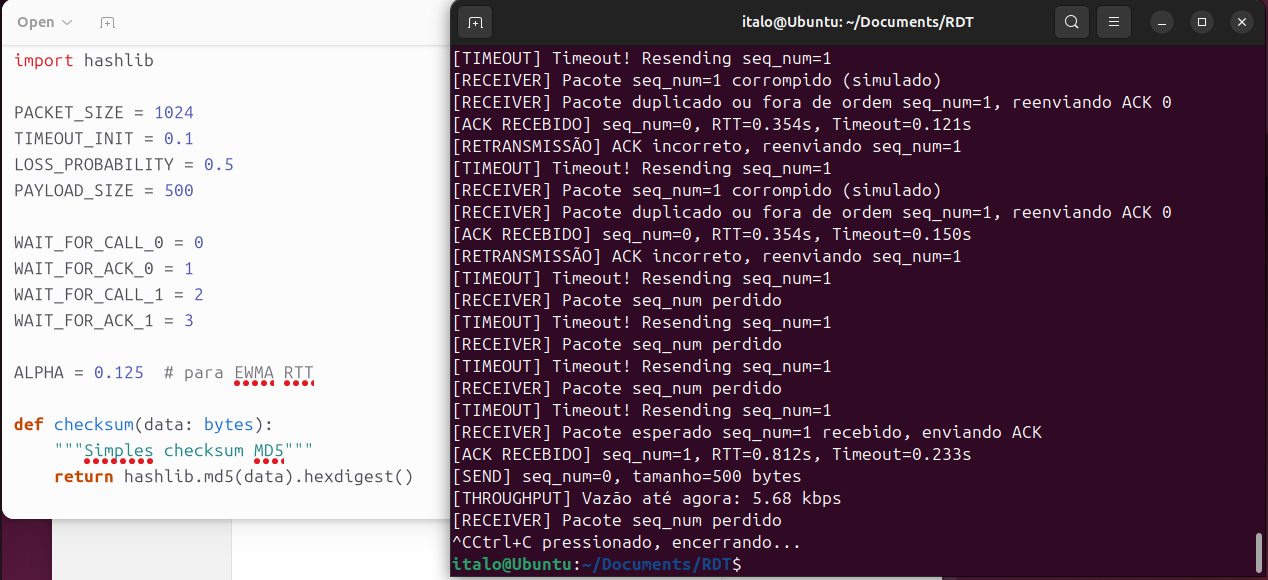 Open
import hashlib
PACKET_SIZE = 1024
TIMEOUT_INIT = 0.1
LOSS_PROBABILITY = 0.5
PAYLOAD_SIZE = 500
WAIT_FOR_CALL_0 = 0
WAIT_FOR_ACK_0 = 1
WAIT_FOR_CALL_1 = 2
WAIT_FOR_ACK_1 = 3
ALPHA = 0.125  # para EWMA RTT
def checksum(data: bytes):
    """Simples checksum MD5"""
    return hashlib.md5(data).hexdigest()
italo@Ubuntu: ~/Documents/RDT
[TIMEOUT] Timeout! Resending seq_num=1
[RECEIVER] Pacote seq_num=1 corrompido (simulado)
[RECEIVER] Pacote duplicado ou fora de ordem seq_num=1, reenviando ACK 0
[ACK RECEBIDO] seq_num=0, RTT=0.354s, Timeout=0.121s
[RETRANSMISSÃO] ACK incorreto, reenviando seq_num=1
[TIMEOUT] Timeout! Resending seq_num=1
[RECEIVER] Pacote seq_num=1 corrompido (simulado)
[RECEIVER] Pacote duplicado ou fora de ordem seq_num=1, reenviando ACK 0
[ACK RECEBIDO] seq_num=0, RTT=0.354s, Timeout=0.150s
[RETRANSMISSÃO] ACK incorreto, reenviando seq_num=1
[TIMEOUT] Timeout! Resending seq_num=1
[RECEIVER] Pacote seq_num perdido
[TIMEOUT] Timeout! Resending seq_num=1
[RECEIVER] Pacote seq_num perdido
[TIMEOUT] Timeout! Resending seq_num=1
[RECEIVER] Pacote seq_num perdido
[TIMEOUT] Timeout! Resending seq_num=1
[RECEIVER] Pacote esperado seq_num=1 recebido, enviando ACK
[ACK RECEBIDO] seq_num=1, RTT=0.812s, Timeout=0.233s
[SEND] seq_num=0, tamanho=500 bytes
[THROUGHPUT] Vazão até agora: 5.68 kbps
[RECEIVER] Pacote seq_num perdido
^CCtrl+C pressionado, encerrando...
italo@Ubuntu:~/Documents/RDT$